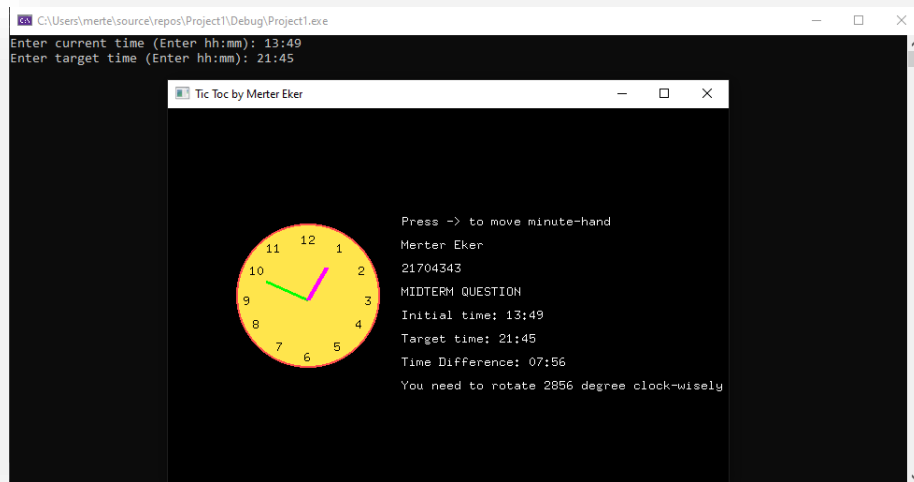 C:\Users\merte\source\repos\Project1\Debug\Project1.exe
Enter current time (Enter hh:mm): 13:49
Enter target time (Enter hh:mm): 21:45
Tic Toc by Merter Eker
12
11
1
10
2
9
3
8
4
7
5
6
Press -> to move minute-hand
Merter Eker
21704343
MIDTERM QUESTION
Initial time: 13:49
Target time: 21:45
Time Difference: 07:56
You need to rotate 2856 degree clock-wisely